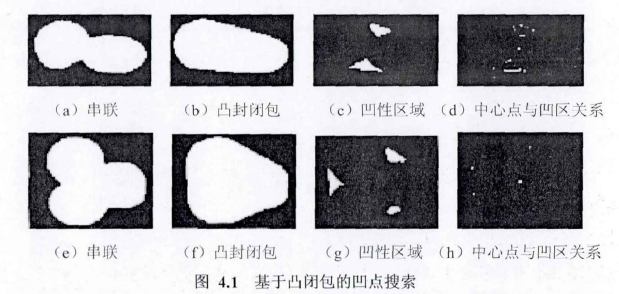 (a) 串联 (b) 凸封闭包 (c) 凹性区域 (d) 中心点与凹区关系
(e) 串联 (f) 凸封闭包 (g) 凹性区域 (h) 中心点与凹区关系
图 4.1 基于凸闭包的凹点搜索